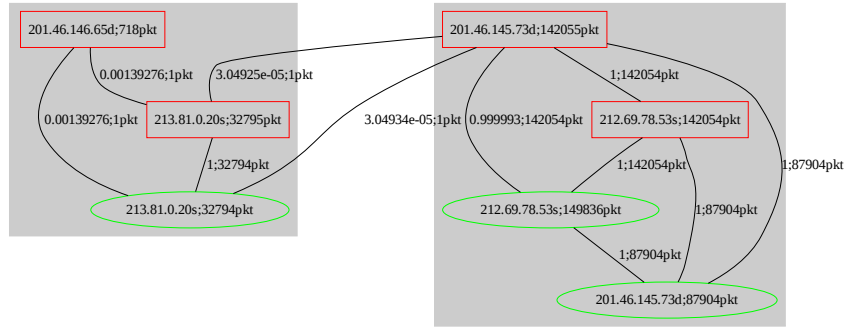 201.46.146.65d;718pkt
201.46.145.73d;142055pkt
0.00139276;1pkt
3.04925e-05;1pkt
1;142054pkt
0.00139276;1pkt
213.81.0.20s;32795pkt
3.04934e-05;1pkt
0.999993;142054pkt
212.69.78.53s;142054pkt
1;32794pkt
1;142054pkt
1;87904pkt
213.81.0.20s;32794pkt
212.69.78.53s;149836pkt
1;87904pkt
1;87904pkt
201.46.145.73d;87904pkt